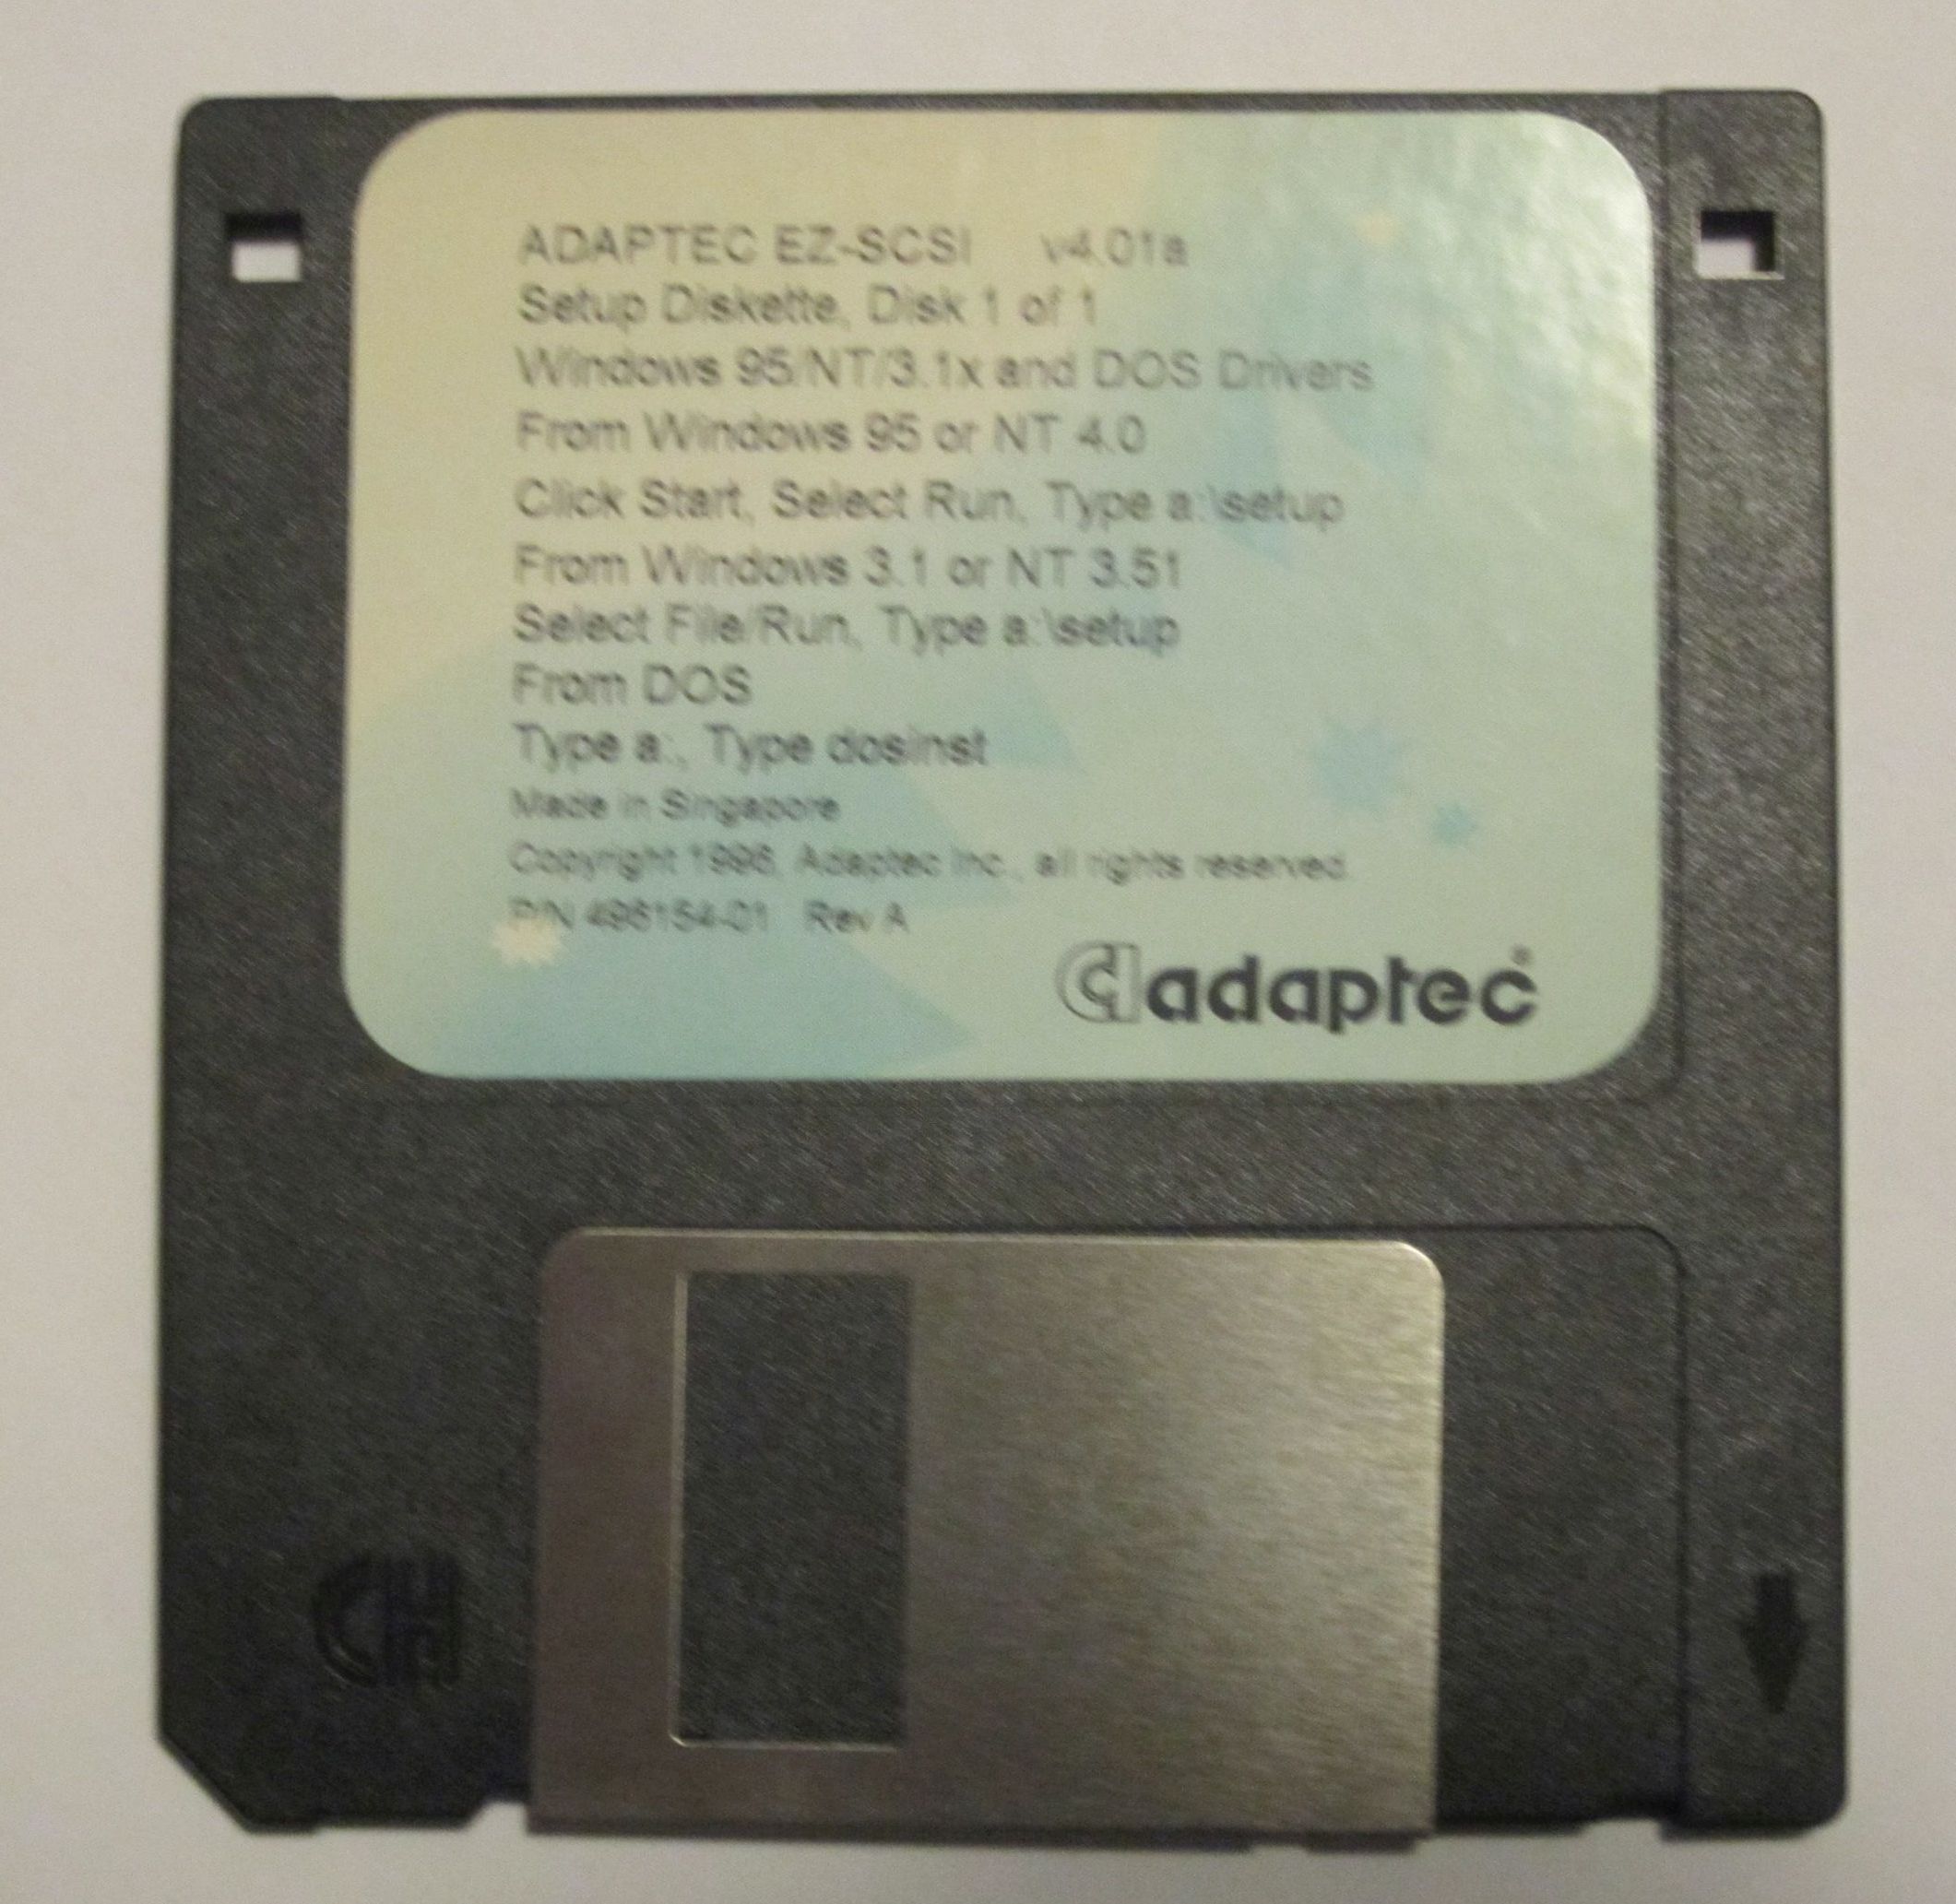 ADAPTEC EZ-SCSI v4.01a
Setup Diskette, Disk 1 of 1
Windows 95/NT/3.1x and DOS Drivers
From Windows 95 or NT 4.0
Click Start, Select Run, Type a:\setup
From Windows 3.1 or NT 3.51
Select File/Run, Type a:\setup
From DOS
Type a:, Type dosinst
Made in Singapore
Copyright 1996, Adaptec Inc., all rights reserved.
P/N 496154-01 Rev A
adaptec®